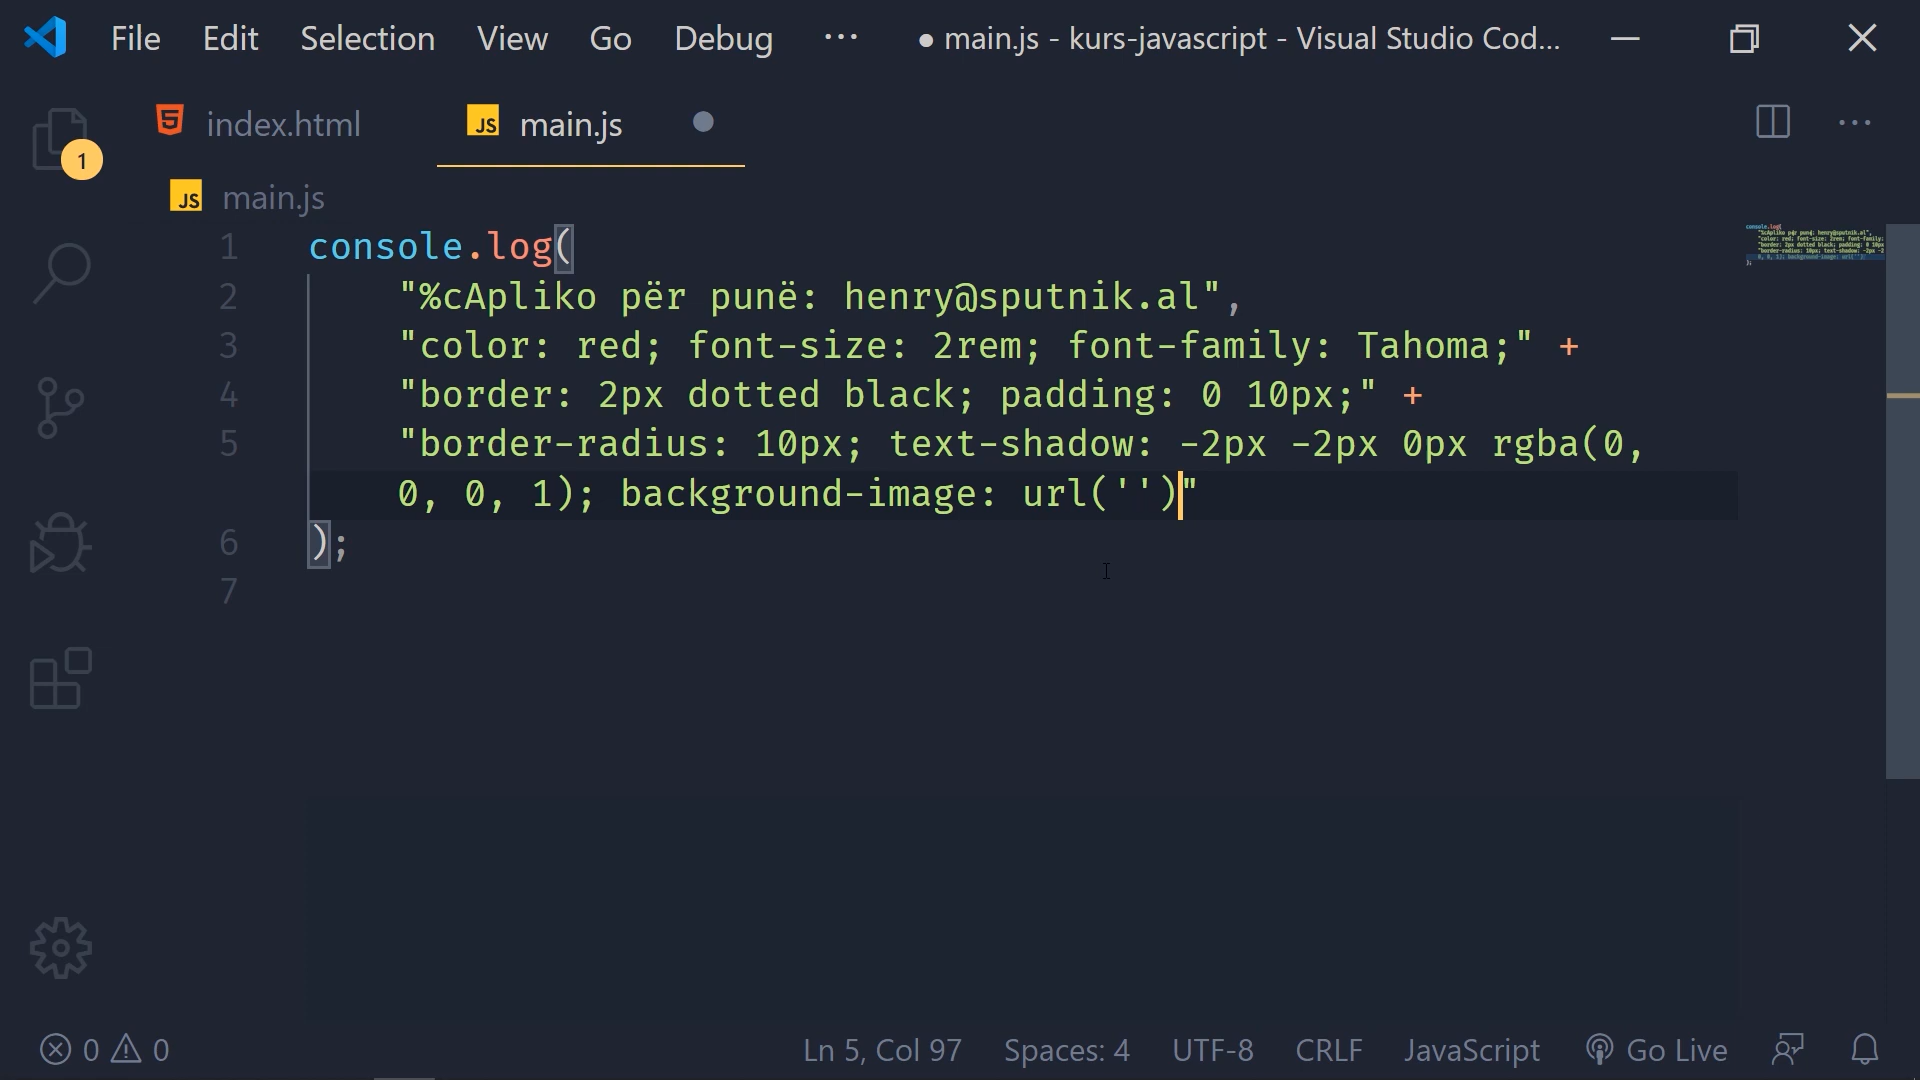 File Edit Selection View Go Debug ··· ● main.js - kurs-javascript - Visual Studio Cod...
index.html main.js
1
JS main.js
1 console.log(
2 "%cApliko për punë: henry@sputnik.al",
3 "color: red; font-size: 2rem; font-family: Tahoma;" +
4 "border: 2px dotted black; padding: 0 10px;" +
5 "border-radius: 10px; text-shadow: -2px -2px 0px rgba(0,
0, 0, 1); background-image: url('')"
6 );
7
0 0 Ln 5, Col 97 Spaces: 4 UTF-8 CRLF JavaScript Go Live